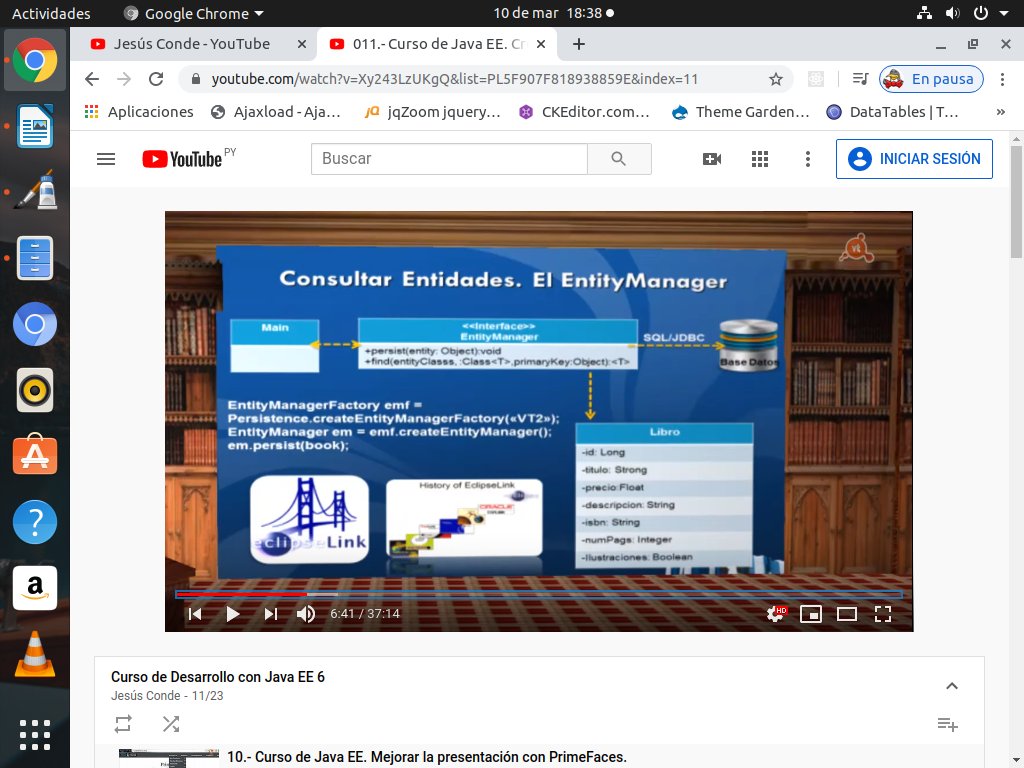 Actividades
Google Chrome
10 de mar 18:38
Jesús Conde - YouTube
011.- Curso de Java EE. Cr
youtube.com/watch?v=Xy243LzUKgQ&list=PL5F907F818938859E&index=11
En pausa
Aplicaciones
Ajaxload - Aja...
jqZoom jquery...
CKEditor.com...
Theme Garden...
DataTables | T...
YouTube PY
Buscar
INICIAR SESIÓN
vt
Consultar Entidades. El EntityManager
Main
<<Interface>>
EntityManager
+persist(entity: Object):void
+find(entityClasss, :Class<T>,primaryKey:Object):<T>
SQL/JDBC
Base Datos
EntityManagerFactory emf =
Persistence.createEntityManagerFactory(«VT2»);
EntityManager em = emf.createEntityManager();
em.persist(book);
Libro
-id: Long
-titulo: Strong
-precio:Float
-descripcion: String
-isbn: String
-numPags: Integer
-Ilustraciones: Boolean
eclipseLink
History of EclipseLink
ORACLE
6:41 / 37:14
HD
Curso de Desarrollo con Java EE 6
Jesús Conde - 11/23
10.- Curso de Java EE. Mejorar la presentación con PrimeFaces.